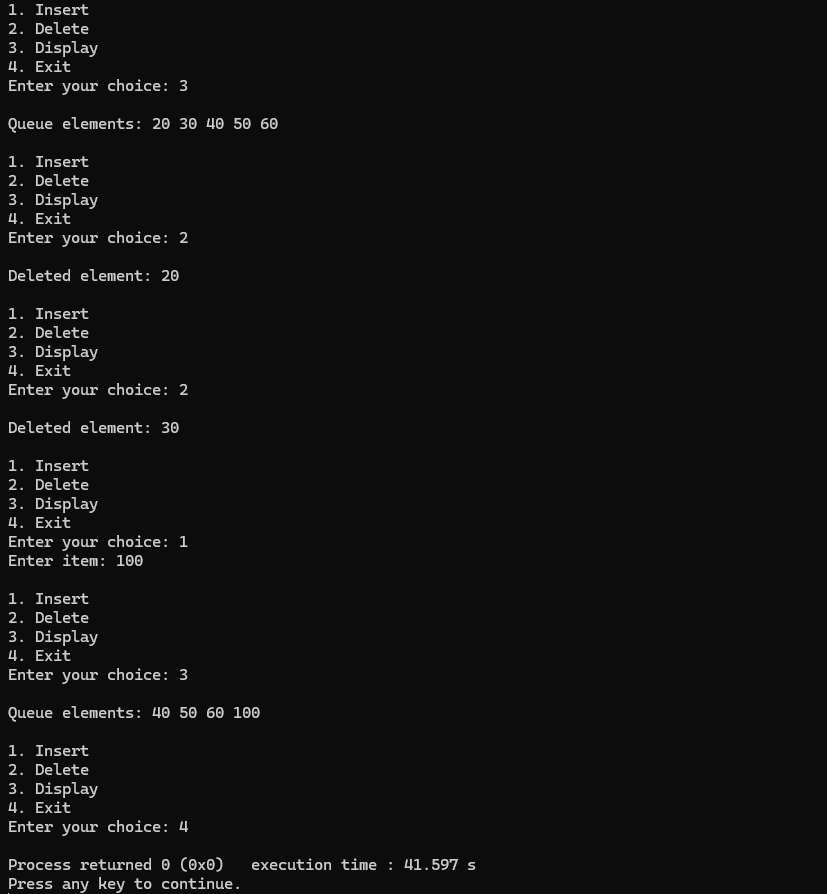 1. Insert
2. Delete
3. Display
4. Exit
Enter your choice: 3
Queue elements: 20 30 40 50 60
1. Insert
2. Delete
3. Display
4. Exit
Enter your choice: 2
Deleted element: 20
1. Insert
2. Delete
3. Display
4. Exit
Enter your choice: 2
Deleted element: 30
1. Insert
2. Delete
3. Display
4. Exit
Enter your choice: 1
Enter item: 100
1. Insert
2. Delete
3. Display
4. Exit
Enter your choice: 3
Queue elements: 40 50 60 100
1. Insert
2. Delete
3. Display
4. Exit
Enter your choice: 4
Process returned 0 (0x0)   execution time : 41.597 s
Press any key to continue.